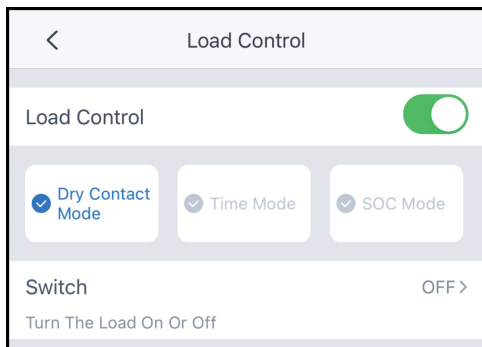 Load Control
Load Control
Dry Contact
Mode
Time Mode
SOC Mode
Switch
OFF
Turn The Load On Or Off